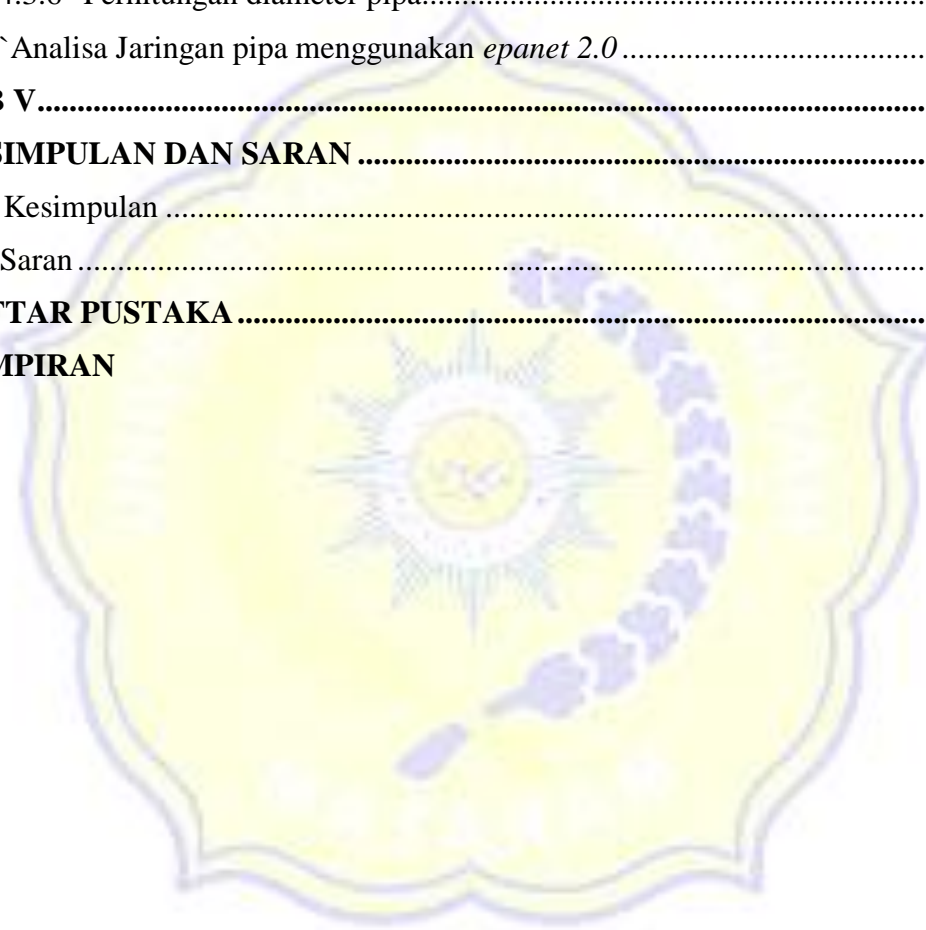 4.3.6 Perhitungan diameter pipa........................................................................
`Analisa Jaringan pipa menggunakan epanet 2.0 ..............................................
B V.........................................................................................................................
SIMPULAN DAN SARAN .................................................................................
Kesimpulan ........................................................................................................
Saran ...................................................................................................................
TAR PUSTAKA .................................................................................................
MPIRAN